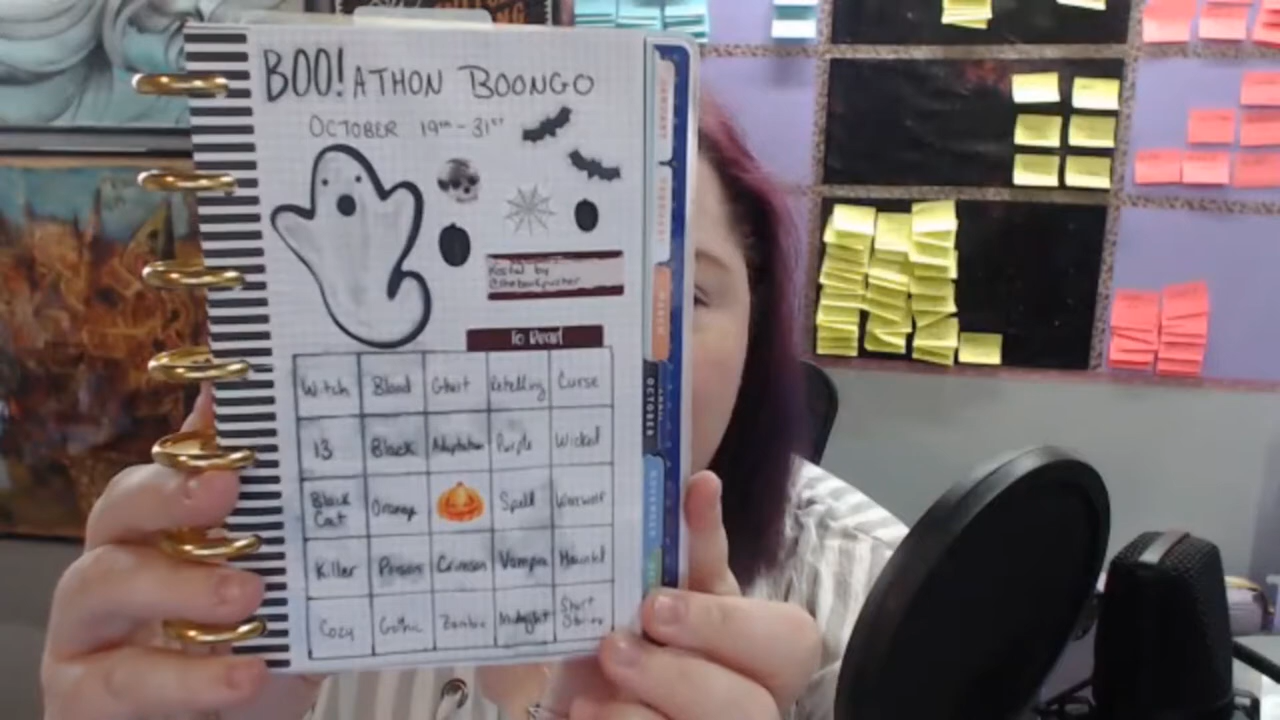 BOO! ATHON BOONGO
OCTOBER 19TH - 31ST
Hosted by
To Read
Witch Blood Ghost Retelling Curse
13 Black Adaptation Purple Wicked
Black Cat Orange Spell Werewolf
Killer Poison Crimson Vampire Haunted
Cozy Gothic Zombie Midnight Short Stories
OCTOBER